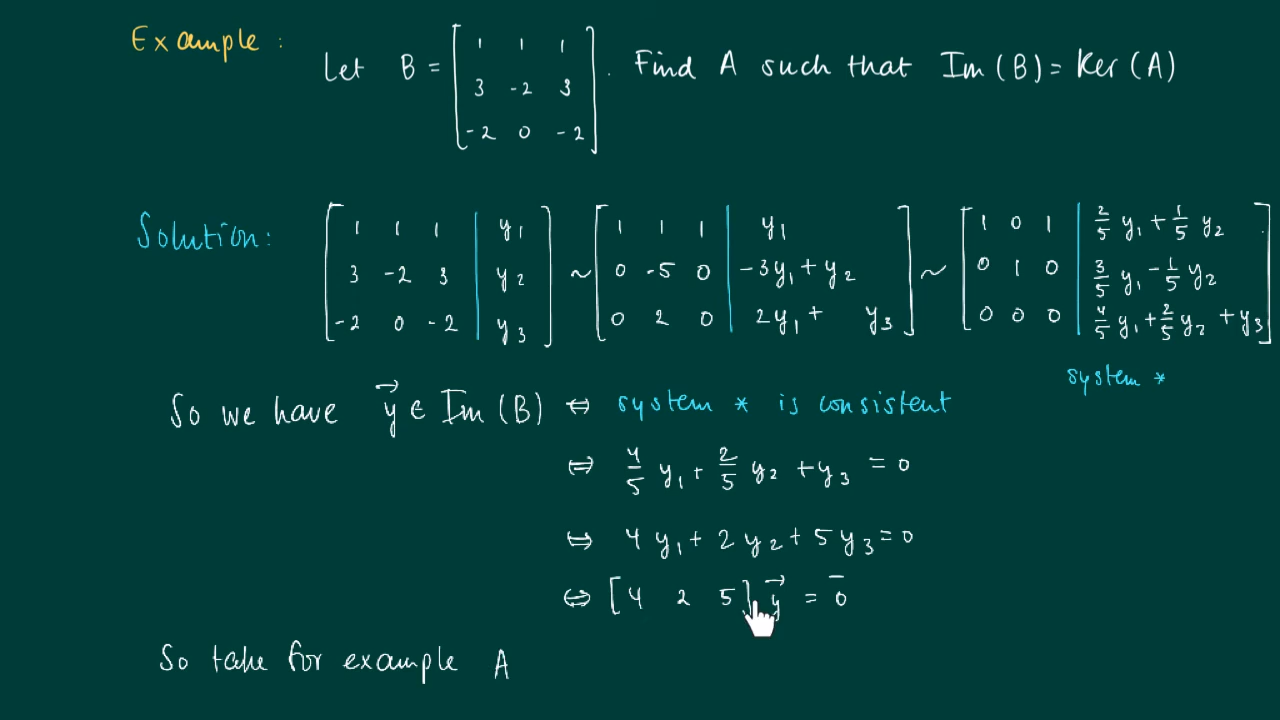 Example: Let B = [1 1 1; 3 -2 3; -2 0 -2]. Find A such that Im(B) = Ker(A)
Solution: [1 1 1 | y₁; 3 -2 3 | y₂; -2 0 -2 | y₃] ~ [1 1 1 | y₁; 0 -5 0 | -3y₁ + y₂; 0 2 0 | 2y₁ + y₃] ~ [1 0 1 | 2/5 y₁ + 1/5 y₂; 0 1 0 | 3/5 y₁ - 1/5 y₂; 0 0 0 | 4/5 y₁ + 2/5 y₂ + y₃]
system *
So we have y⃗ ∈ Im(B) ⇔ system * is consistent
⇔ 4/5 y₁ + 2/5 y₂ + y₃ = 0
⇔ 4y₁ + 2y₂ + 5y₃ = 0
⇔ [4 2 5] y⃗ = 0̄
So take for example A